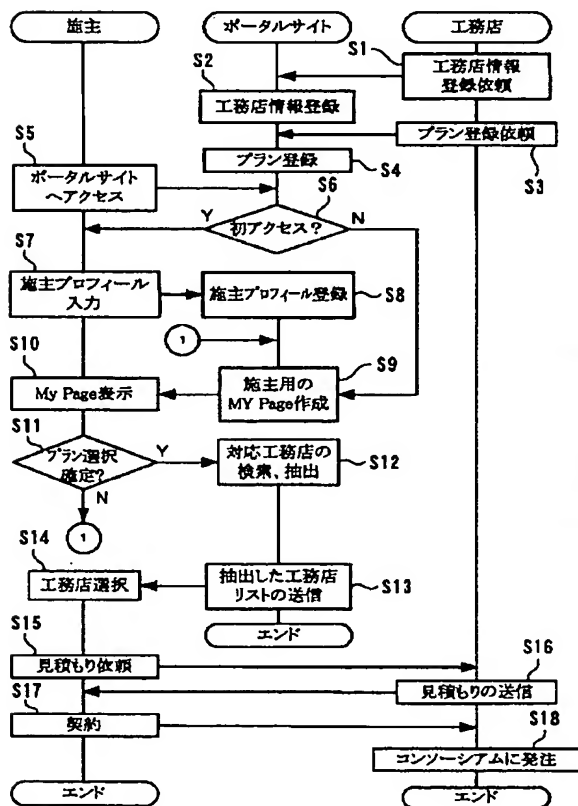 施主
ポータルサイト
工務店
S1
工務店情報
登録依頼
S2
工務店情報登録
プラン登録依頼
S3
プラン登録
S4
S5
ポータルサイト
へアクセス
S6
Y
初アクセス?
N
S7
施主プロフィール
入力
施主プロフィール登録
S8
1
S9
施主用の
MY Page作成
S10
My Page表示
S11
プラン選択
確定?
Y
N
1
対応工務店の
検索、抽出
S12
S14
工務店選択
抽出した工務店
リストの送信
S13
エンド
S15
見積もり依頼
S16
見積もりの送信
S17
契約
S18
コンソーシアムに発注
エンド
エンド